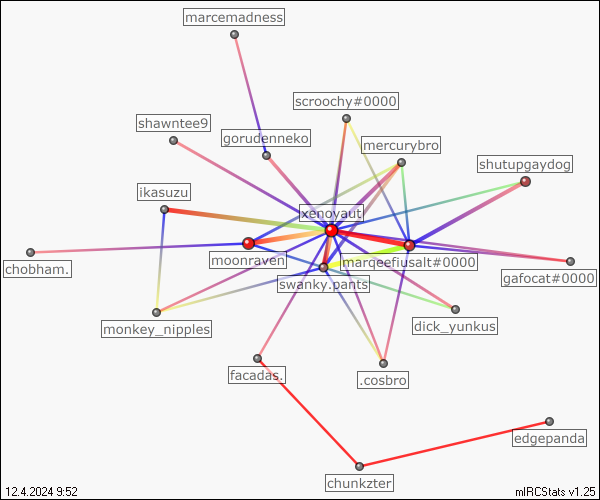 marcemadness
scroochy#0000
shawntee9
gorudenneko
mercurybro
shutupgaydog
ikasuzu
xenoyauti
moonraven
marqeefiusalt#0000
chobham.
swanky.pants
gafocat#0000
monkey_nipples
dick_yunkus
facadas.
.cosbro
edgepanda
chunkzter
12.4.2024 9:52
mIRCStats v1.25